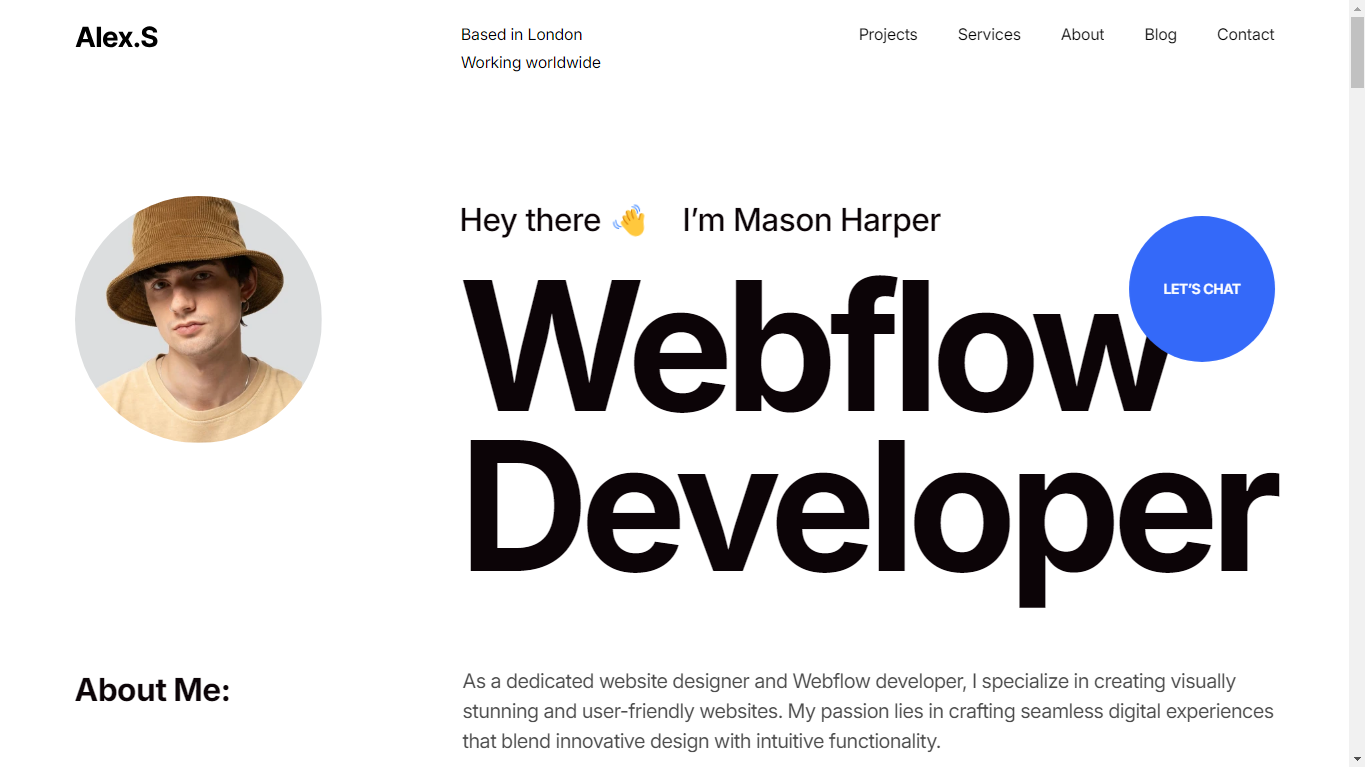 Alex.S
Based in London
Working worldwide
Projects Services About Blog Contact
Hey there 👋 I’m Mason Harper
LET’S CHAT
Webflow
Developer
About Me:
As a dedicated website designer and Webflow developer, I specialize in creating visually
stunning and user-friendly websites. My passion lies in crafting seamless digital experiences
that blend innovative design with intuitive functionality.